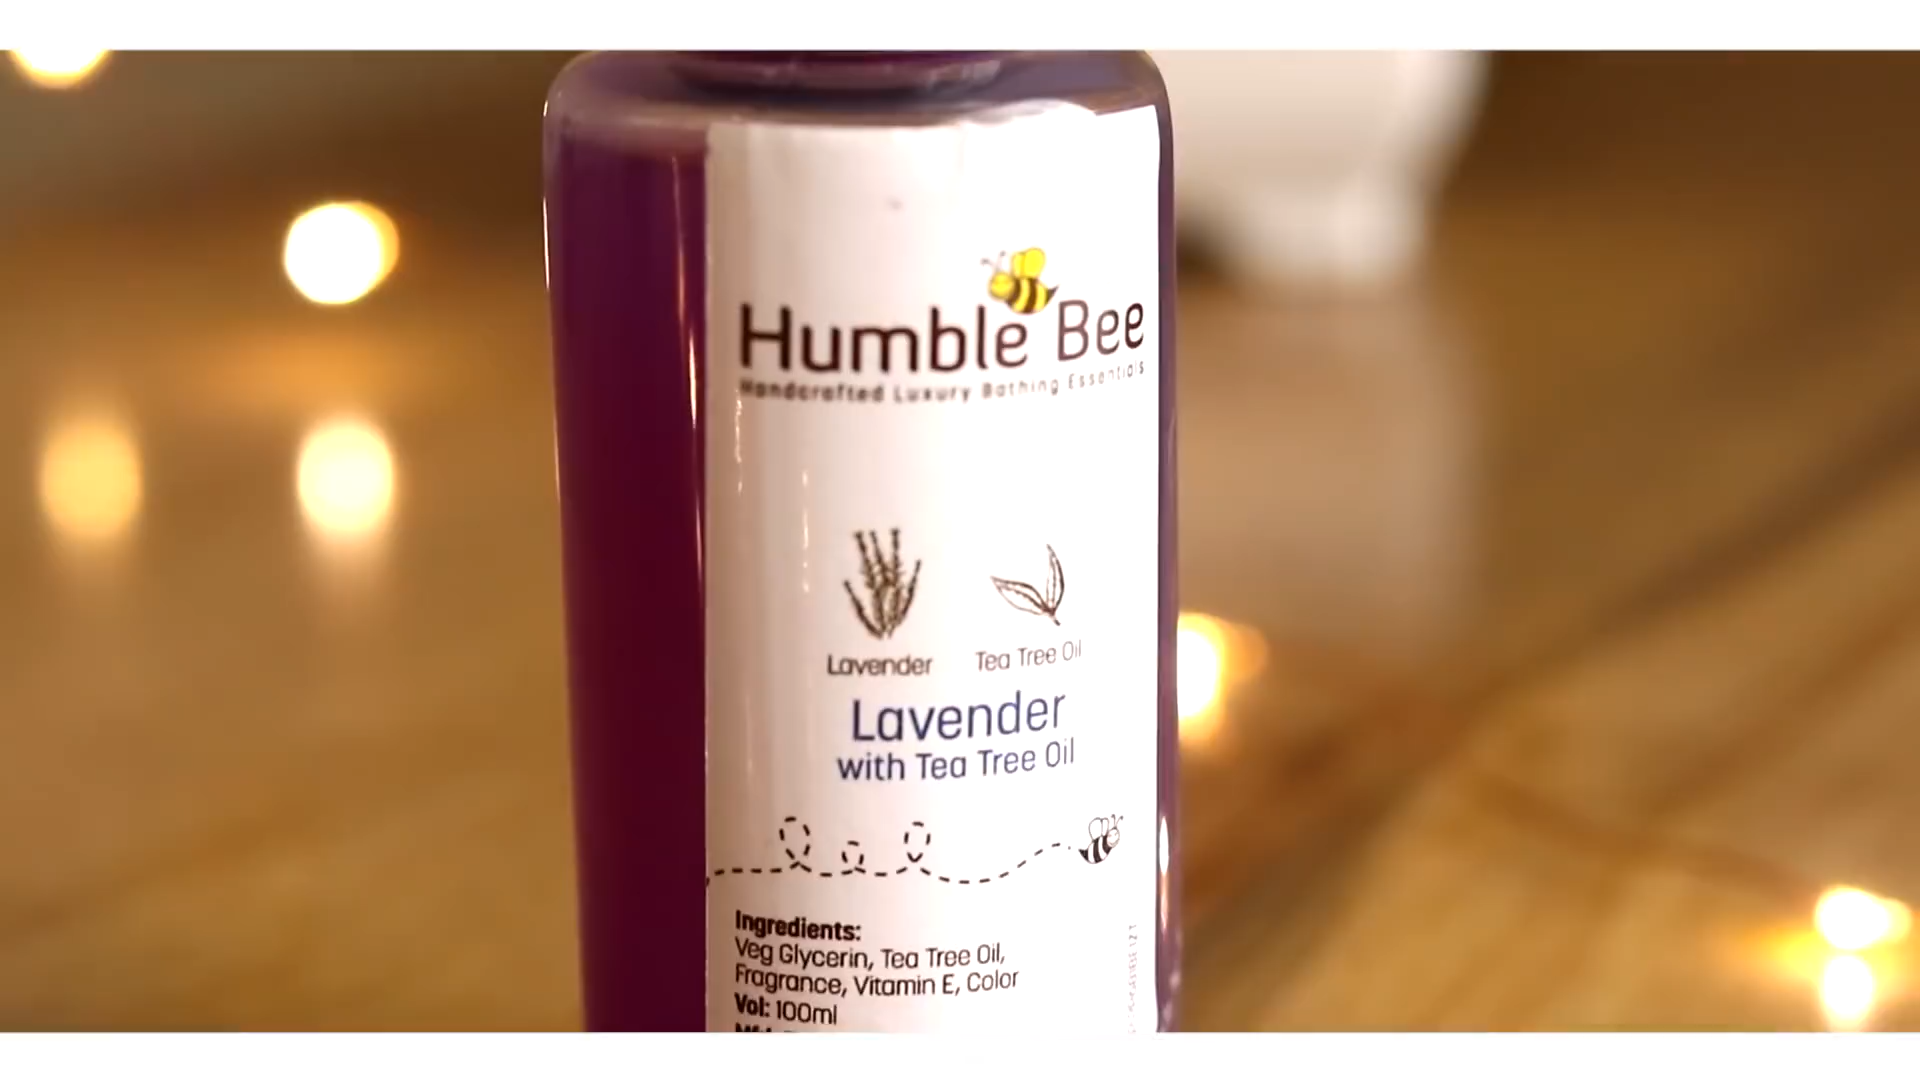 Humble Bee
Handcrafted Luxury Bathing Essentials
Lavender Tea Tree Oil
Lavender
with Tea Tree Oil
Ingredients:
Veg Glycerin, Tea Tree Oil,
Fragrance, Vitamin E, Color
Vol: 100ml